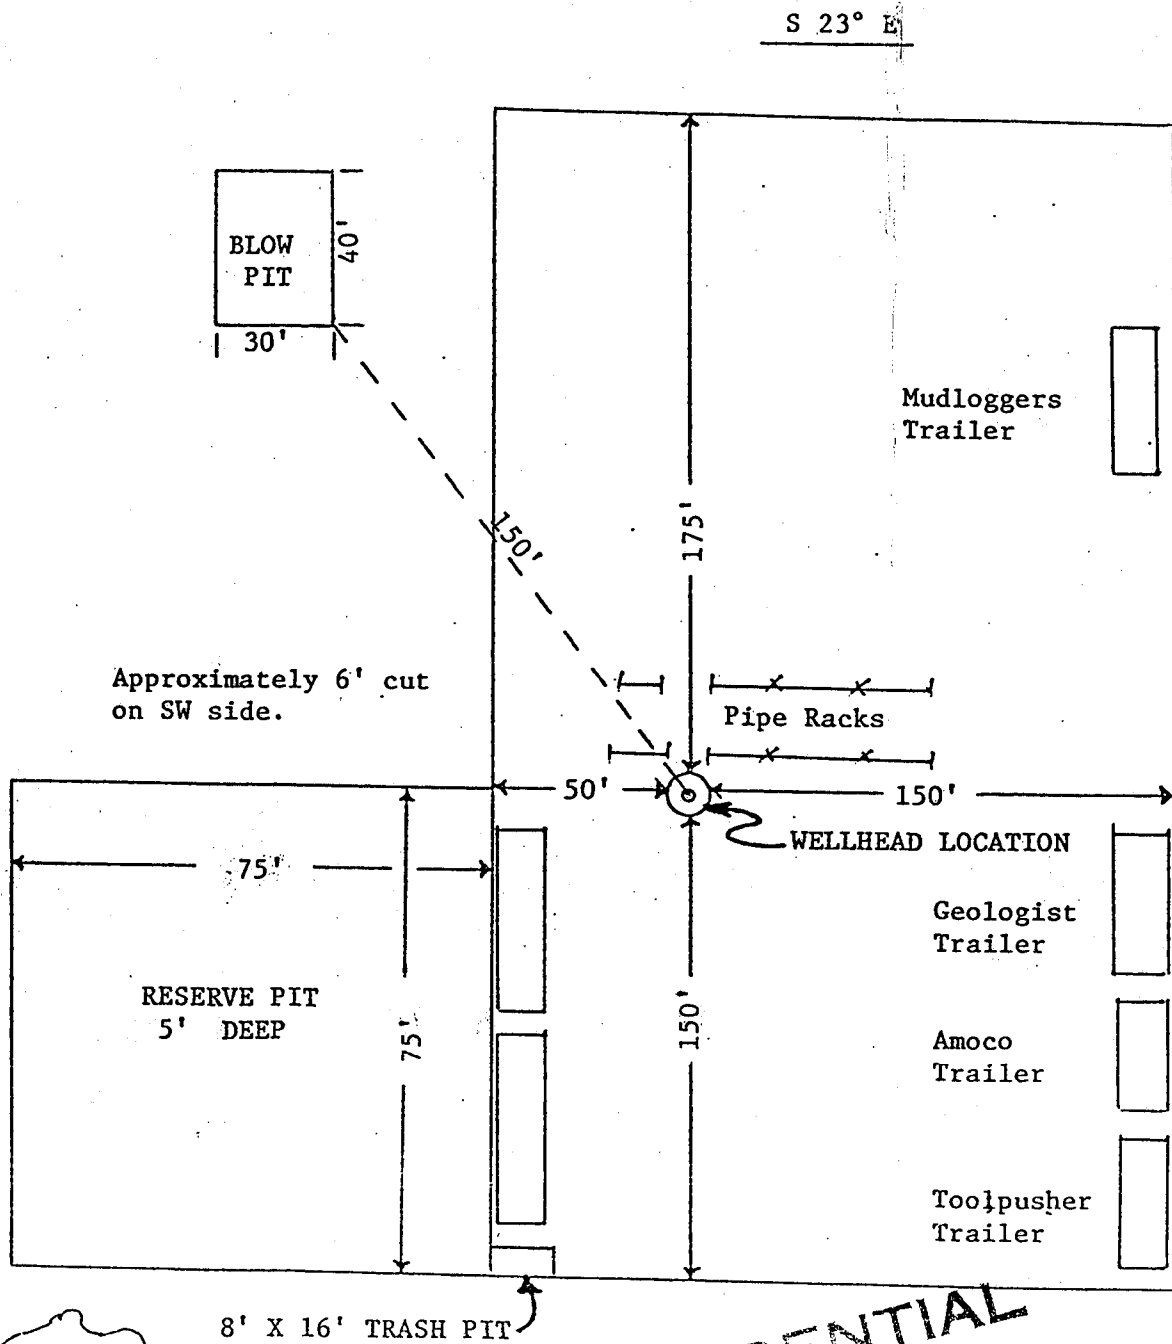 S 23° E
BLOW
PIT
40'
30'
Mudloggers
Trailer
150'
175'
Approximately 6' cut
on SW side.
Pipe Racks
50'
150'
WELLHEAD LOCATION
75'
Geologist
Trailer
RESERVE PIT
5' DEEP
75'
150'
Amoco
Trailer
Toolpusher
Trailer
8' X 16' TRASH PIT